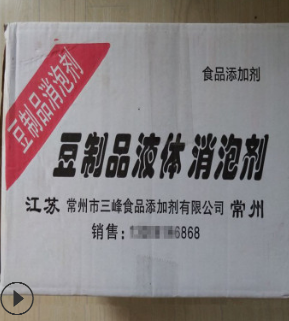 豆制品消泡剂
食品添加剂
豆制品液体消泡剂
江苏 常州市三峰食品添加剂有限公司 常州
销售：1 6868